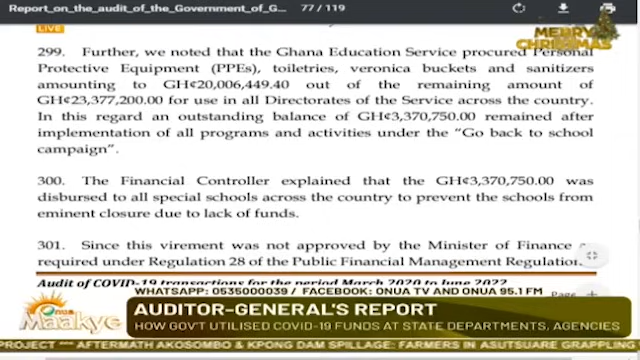 Report_on_the_audit_of_the_Government_of_G...
77 / 119
LIVE
MERRY
CHRISTMAS
299. Further, we noted that the Ghana Education Service procured Personal
Protective Equipment (PPEs), toiletries, veronica buckets and sanitizers
amounting to GH¢20,006,449.40 out of the remaining amount of
GH¢23,377,200.00 for use in all Directorates of the Service across the country.
In this regard an outstanding balance of GH¢3,370,750.00 remained after
implementation of all programs and activities under the “Go back to school
campaign”.
300. The Financial Controller explained that the GH¢3,370,750.00 was
disbursed to all special schools across the country to prevent the schools from
eminent closure due to lack of funds.
301. Since this virement was not approved by the Minister of Finance
required under Regulation 28 of the Public Financial Management Regulation
Audit of COVID-19 transactions for the period March 2020 to June 2022
Page
WHATSAPP: 0535000039 / FACEBOOK: ONUA TV AND ONUA 95.1 FM
Onua
Maakye
AUDITOR-GENERAL'S REPORT
HOW GOV'T UTILISED COVID-19 FUNDS AT STATE DEPARTMENTS, AGENCIES
PROJECT • AFTERMATH AKOSOMBO & KPONG DAM SPILLAGE: FARMERS IN ASUTSUARE GRAPPLING